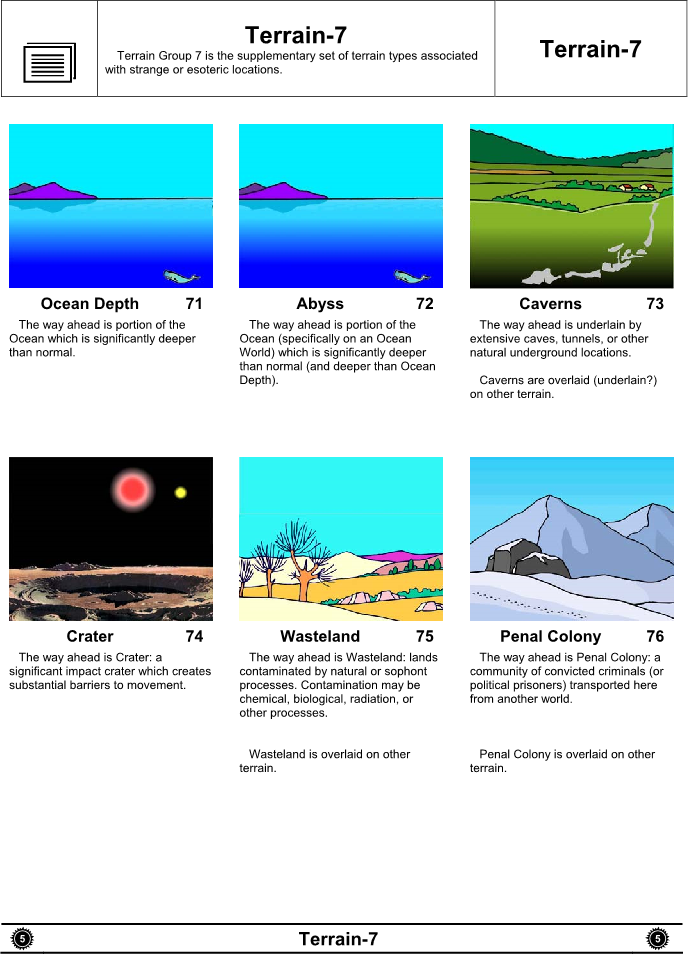 Terrain-7
Terrain Group 7 is the supplementary set of terrain types associated
with strange or esoteric locations.
Terrain-7
Ocean Depth 71
The way ahead is portion of the
Ocean which is significantly deeper
than normal.
Abyss 72
The way ahead is portion of the
Ocean (specifically on an Ocean
World) which is significantly deeper
than normal (and deeper than Ocean
Depth).
Caverns 73
The way ahead is underlain by
extensive caves, tunnels, or other
natural underground locations.
Caverns are overlaid (underlain?)
on other terrain.
Crater 74
The way ahead is Crater: a
significant impact crater which creates
substantial barriers to movement.
Wasteland 75
The way ahead is Wasteland: lands
contaminated by natural or sophont
processes. Contamination may be
chemical, biological, radiation, or
other processes.
Wasteland is overlaid on other
terrain.
Penal Colony 76
The way ahead is Penal Colony: a
community of convicted criminals (or
political prisoners) transported here
from another world.
Penal Colony is overlaid on other
terrain.
5 Terrain-7 5